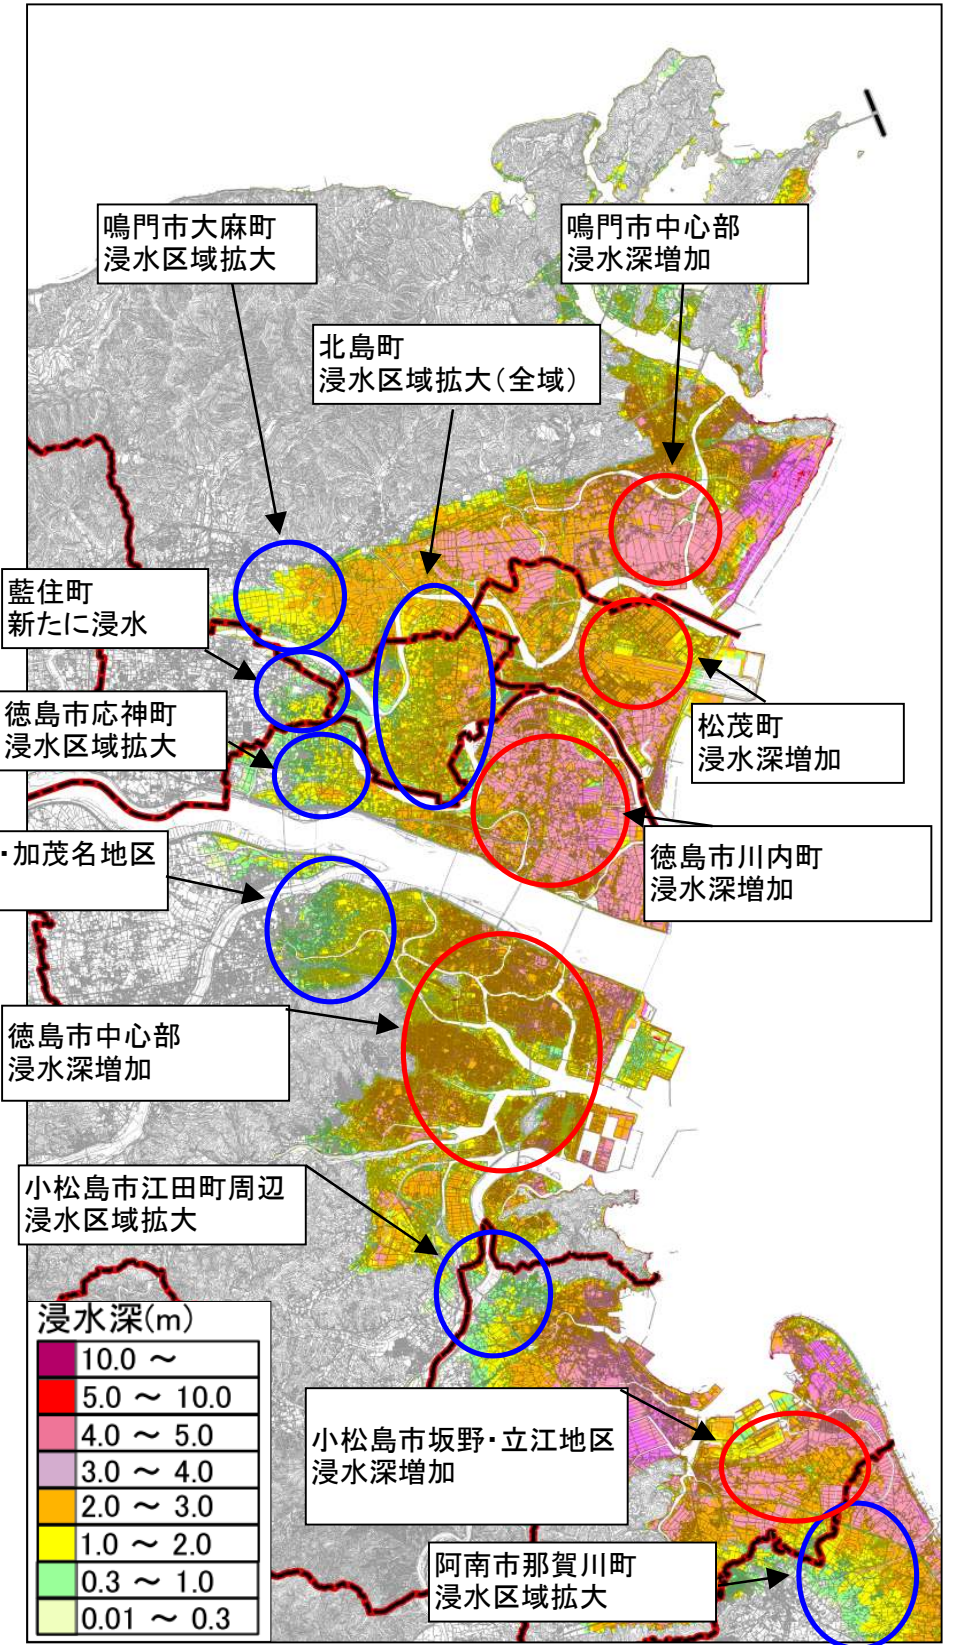 鳴門市大麻町
浸水区域拡大
鳴門市中心部
浸水深増加
北島町
浸水区域拡大(全域)
藍住町
新たに浸水
徳島市応神町
浸水区域拡大
松茂町
浸水深増加
・加茂名地区
徳島市川内町
浸水深増加
徳島市中心部
浸水深増加
小松島市江田町周辺
浸水区域拡大
浸水深(m)
10.0 ～
5.0 ～ 10.0
4.0 ～ 5.0
3.0 ～ 4.0
2.0 ～ 3.0
1.0 ～ 2.0
0.3 ～ 1.0
0.01 ～ 0.3
小松島市坂野・立江地区
浸水深増加
阿南市那賀川町
浸水区域拡大